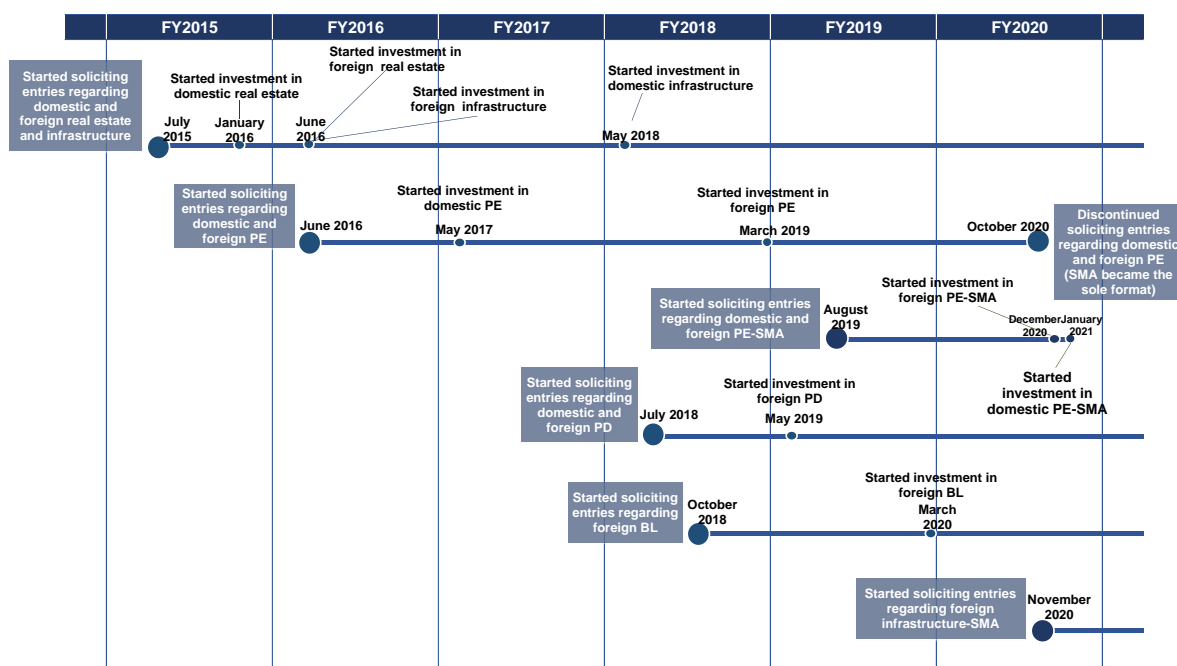 FY2015 FY2016 FY2017 FY2018 FY2019 FY2020
Started soliciting
entries regarding
domestic and
foreign real estate
and infrastructure
July
2015
Started investment in
domestic real estate
January
2016
Started investment in
foreign real estate
June
2016
Started investment in
foreign infrastructure
Started investment in
domestic infrastructure
May 2018
Started soliciting
entries regarding
domestic and
foreign PE
June 2016
Started investment in
domestic PE
May 2017
Started investment in
foreign PE
March 2019
October 2020
Discontinued
soliciting entries
regarding domestic
and foreign PE
(SMA became the
sole format)
Started soliciting entries
regarding domestic and
foreign PE-SMA
August
2019
Started investment in
foreign PE-SMA
December
2020
January
2021
Started
investment in
domestic PE-SMA
Started soliciting
entries regarding
domestic and
foreign PD
July 2018
Started investment in
foreign PD
May 2019
Started soliciting
entries regarding
foreign BL
October
2018
Started investment in
foreign BL
March
2020
Started soliciting entries
regarding foreign
infrastructure-SMA
November
2020